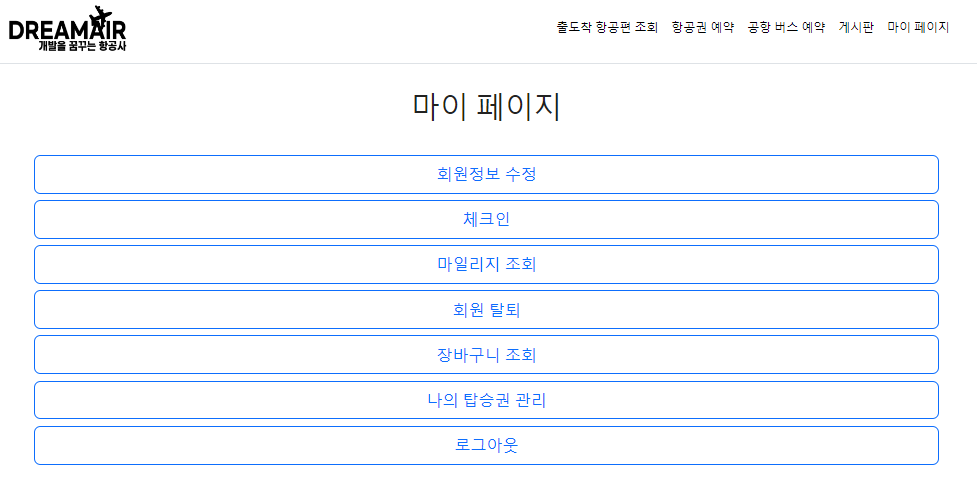 DREAMAIR
개발을 꿈꾸는 항공사
출도착 항공편 조회 항공권 예약 공항 버스 예약 게시판 마이 페이지
마이 페이지
회원정보 수정
체크인
마일리지 조회
회원 탈퇴
장바구니 조회
나의 탑승권 관리
로그아웃